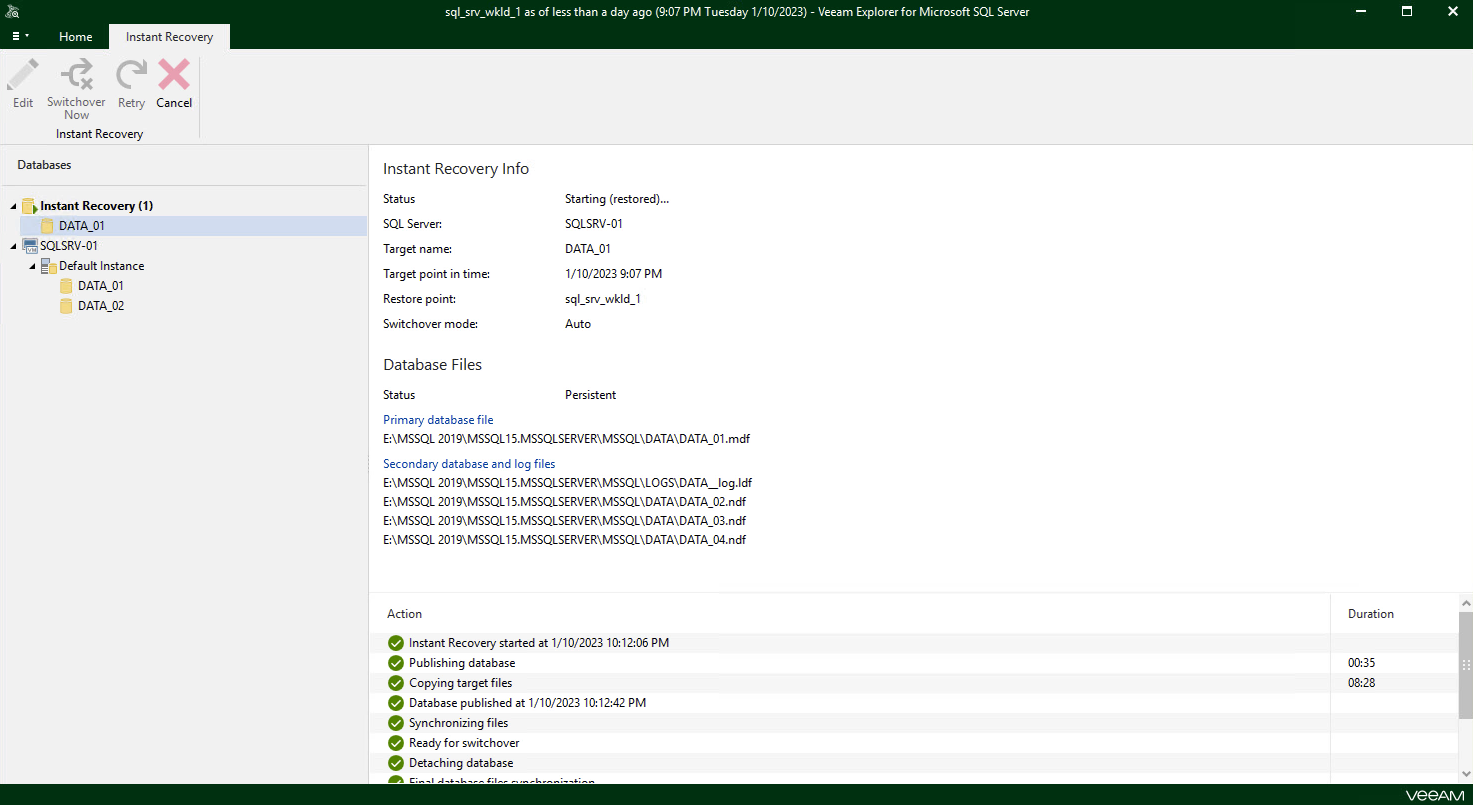 sql_srv_wkld_1 as of less than a day ago (9:07 PM Tuesday 1/10/2023) - Veeam Explorer for Microsoft SQL Server
Home Instant Recovery
Edit Switchover Now Retry Cancel
Instant Recovery
Databases
Instant Recovery (1)
DATA_01
SQLSRV-01
Default Instance
DATA_01
DATA_02
Instant Recovery Info
Status Starting (restored)...
SQL Server: SQLSRV-01
Target name: DATA_01
Target point in time: 1/10/2023 9:07 PM
Restore point: sql_srv_wkld_1
Switchover mode: Auto
Database Files
Status Persistent
Primary database file
E:\MSSQL 2019\MSSQL15.MSSQLSERVER\MSSQL\DATA\DATA_01.mdf
Secondary database and log files
E:\MSSQL 2019\MSSQL15.MSSQLSERVER\MSSQL\LOGS\DATA__log.ldf
E:\MSSQL 2019\MSSQL15.MSSQLSERVER\MSSQL\DATA\DATA_02.ndf
E:\MSSQL 2019\MSSQL15.MSSQLSERVER\MSSQL\DATA\DATA_03.ndf
E:\MSSQL 2019\MSSQL15.MSSQLSERVER\MSSQL\DATA\DATA_04.ndf
Action Duration
Instant Recovery started at 1/10/2023 10:12:06 PM
Publishing database 00:35
Copying target files 08:28
Database published at 1/10/2023 10:12:42 PM
Synchronizing files
Ready for switchover
Detaching database
Final database files synchronization
VEEAM